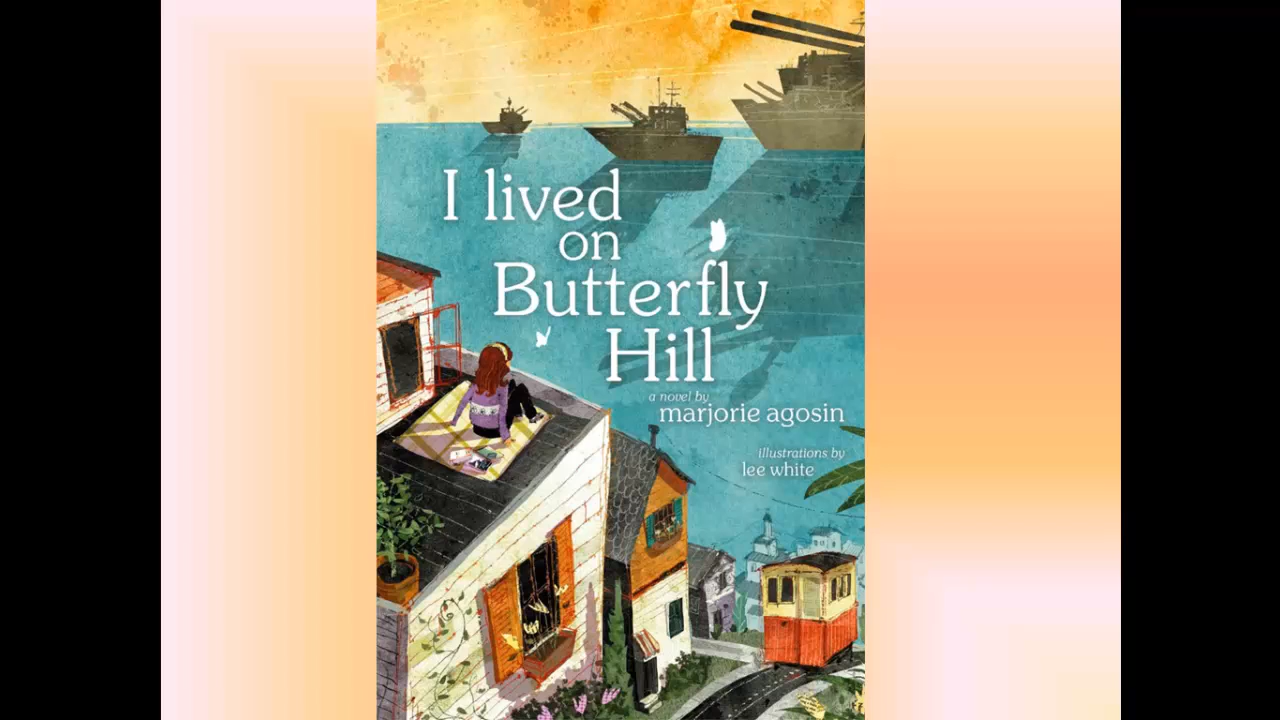 I lived
on
Butterfly
Hill
a novel by
marjorie agosin
illustrations by
lee white